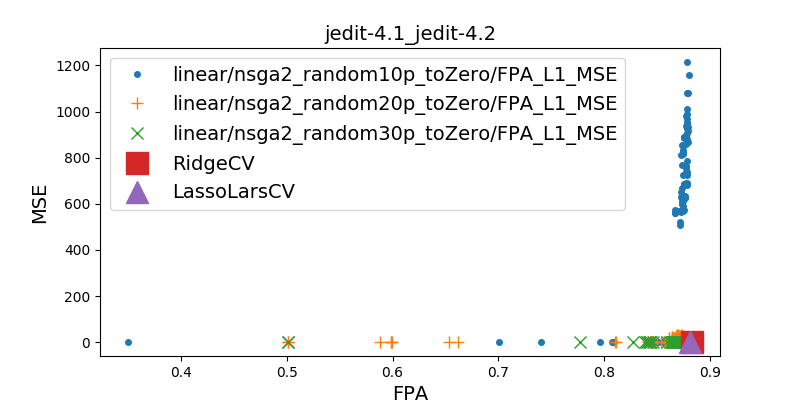 jedit-4.1_jedit-4.2
1200
1000
800
600
400
200
0
MSE
linear/nsga2_random10p_toZero/FPA_L1_MSE
linear/nsga2_random20p_toZero/FPA_L1_MSE
linear/nsga2_random30p_toZero/FPA_L1_MSE
RidgeCV
LassoLarsCV
0.4 0.5 0.6 0.7 0.8 0.9
FPA